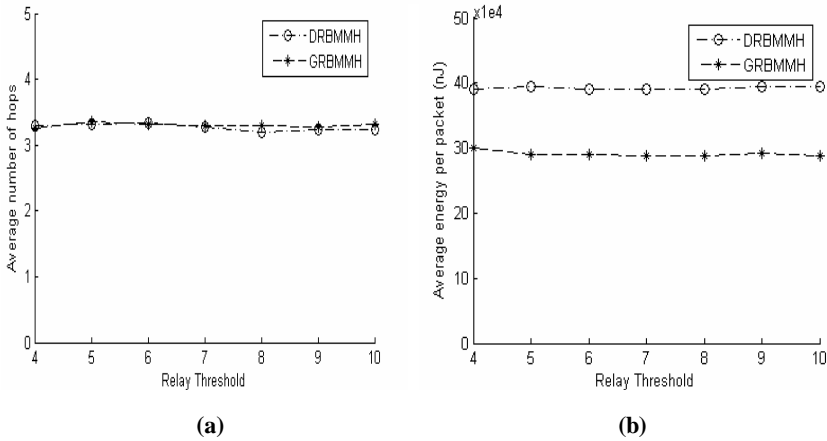 5
4
3
2
1
0
Average number of hops
DRBMMH
GRBMMH
4 5 6 7 8 9 10
Relay Threshold
(a)
x1e4
50
40
30
20
10
0
Average energy per packet (nJ)
DRBMMH
GRBMMH
4 5 6 7 8 9 10
Relay Threshold
(b)